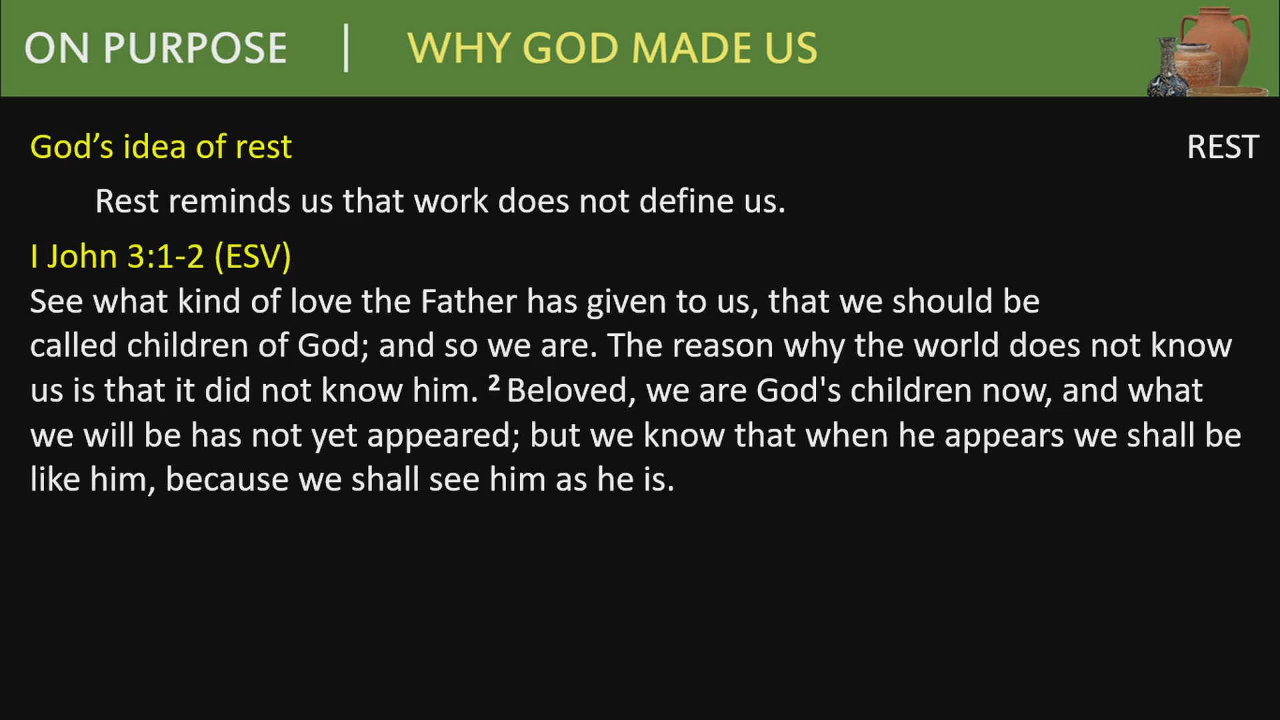 ON PURPOSE | WHY GOD MADE US
God’s idea of rest REST
Rest reminds us that work does not define us.
I John 3:1-2 (ESV)
See what kind of love the Father has given to us, that we should be
called children of God; and so we are. The reason why the world does not know
us is that it did not know him. ² Beloved, we are God's children now, and what
we will be has not yet appeared; but we know that when he appears we shall be
like him, because we shall see him as he is.